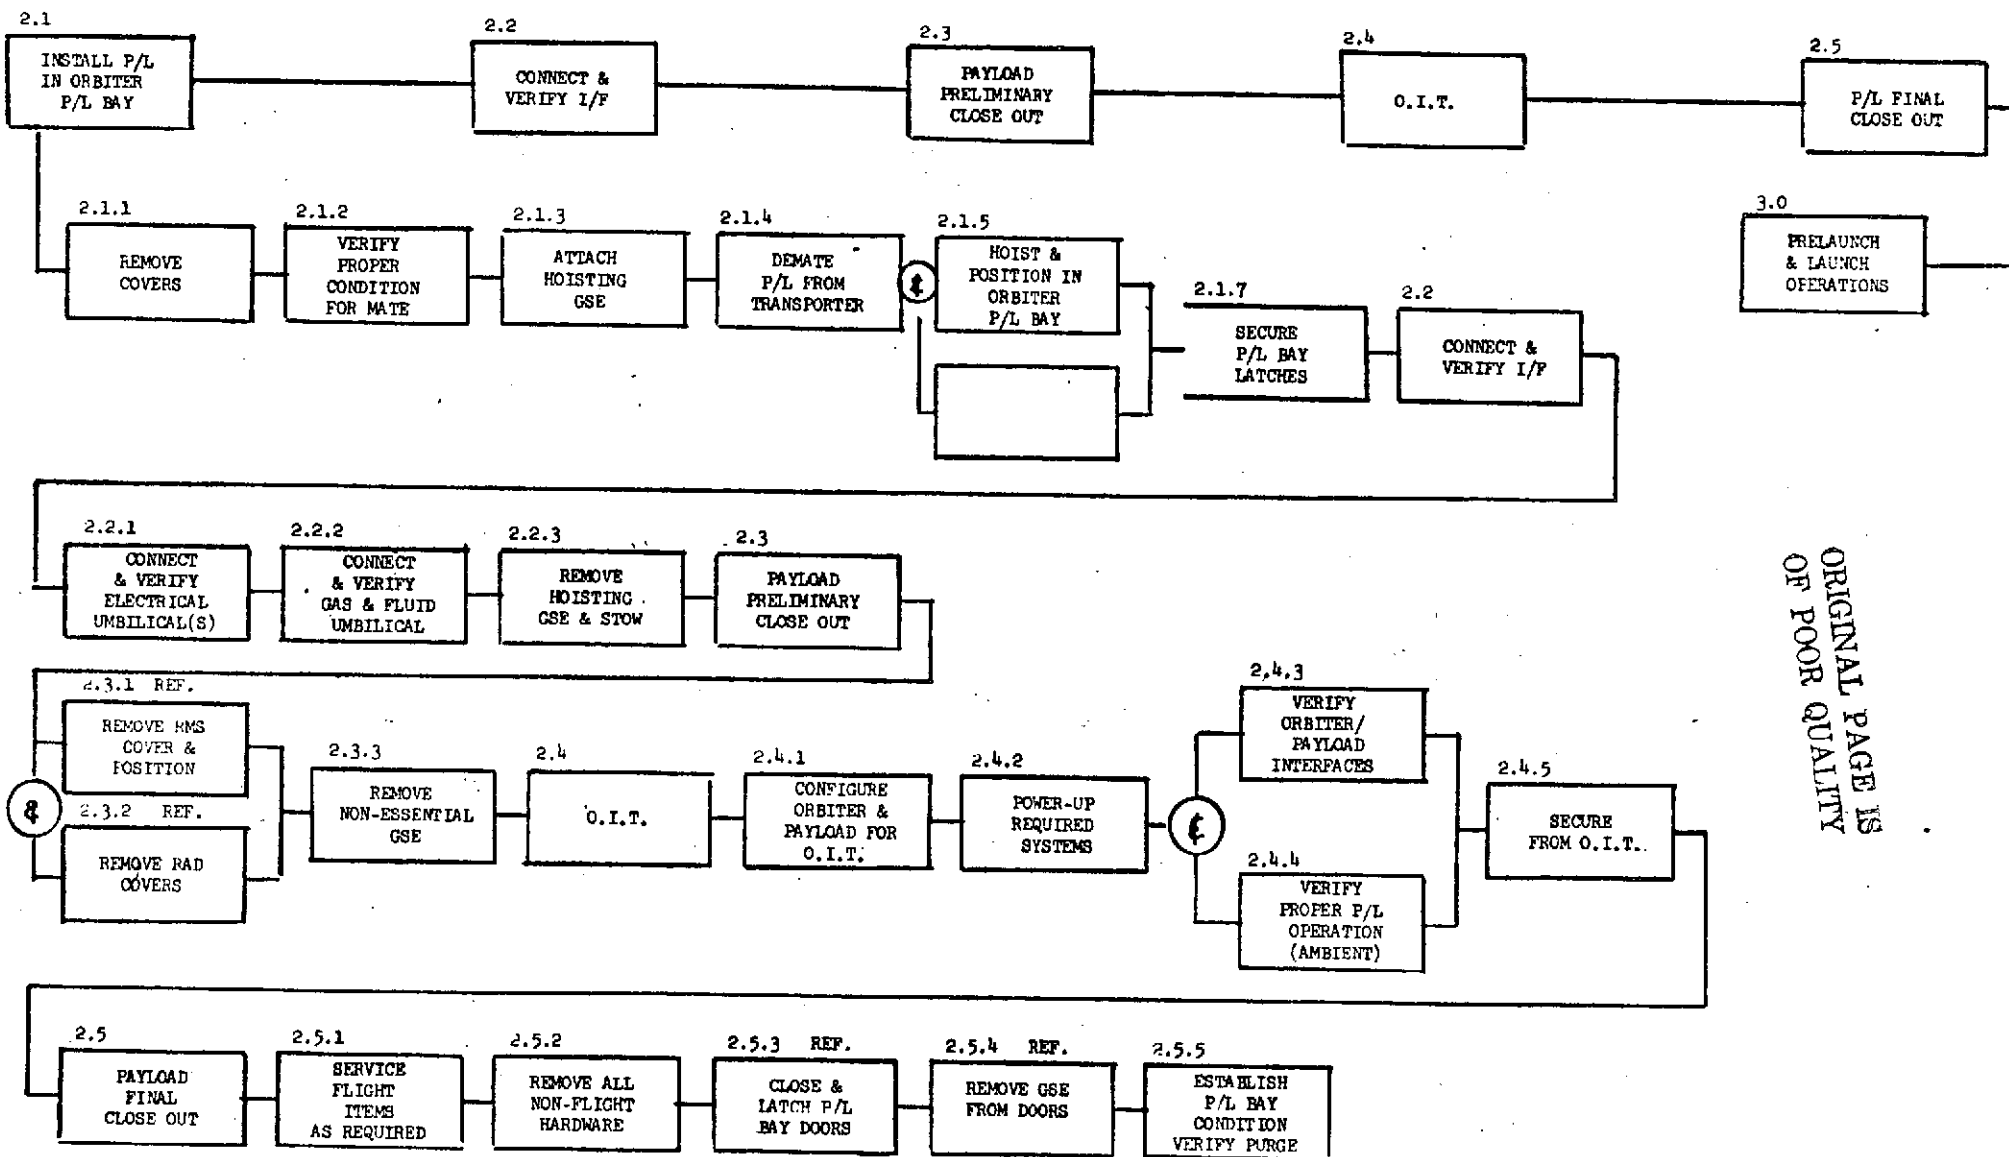 2.1
INSTALL P/L
IN ORBITER
P/L BAY
2.2
CONNECT &
VERIFY I/F
2.3
PAYLOAD
PRELIMINARY
CLOSE OUT
2.4
O.I.T.
2.5
P/L FINAL
CLOSE OUT
2.1.1
REMOVE
COVERS
2.1.2
VERIFY
PROPER
CONDITION
FOR MATE
2.1.3
ATTACH
HOISTING
GSE
2.1.4
DEMATE
P/L FROM
TRANSPORTER
&
2.1.5
HOIST &
POSITION IN
ORBITER
P/L BAY
2.1.7
SECURE
P/L BAY
LATCHES
2.2
CONNECT &
VERIFY I/F
3.0
PRELAUNCH
& LAUNCH
OPERATIONS
2.2.1
CONNECT
& VERIFY
ELECTRICAL
UMBILICAL(S)
2.2.2
CONNECT
& VERIFY
GAS & FLUID
UMBILICAL
2.2.3
REMOVE
HOISTING
GSE & STOW
2.3
PAYLOAD
PRELIMINARY
CLOSE OUT
&
2.3.1 REF.
REMOVE RMS
COVER &
POSITION
2.3.2 REF.
REMOVE RAD
COVERS
2.3.3
REMOVE
NON-ESSENTIAL
GSE
2.4
O.I.T.
2.4.1
CONFIGURE
ORBITER &
PAYLOAD FOR
O.I.T.
2.4.2
POWER-UP
REQUIRED
SYSTEMS
&
2.4.3
VERIFY
ORBITER/
PAYLOAD
INTERFACES
2.4.4
VERIFY
PROPER P/L
OPERATION
(AMBIENT)
2.4.5
SECURE
FROM O.I.T.
2.5
PAYLOAD
FINAL
CLOSE OUT
2.5.1
SERVICE
FLIGHT
ITEMS
AS REQUIRED
2.5.2
REMOVE ALL
NON-FLIGHT
HARDWARE
2.5.3 REF.
CLOSE &
LATCH P/L
BAY DOORS
2.5.4 REF.
REMOVE GSE
FROM DOORS
2.5.5
ESTABLISH
P/L BAY
CONDITION
VERIFY PURGE
ORIGINAL PAGE IS
OF POOR QUALITY